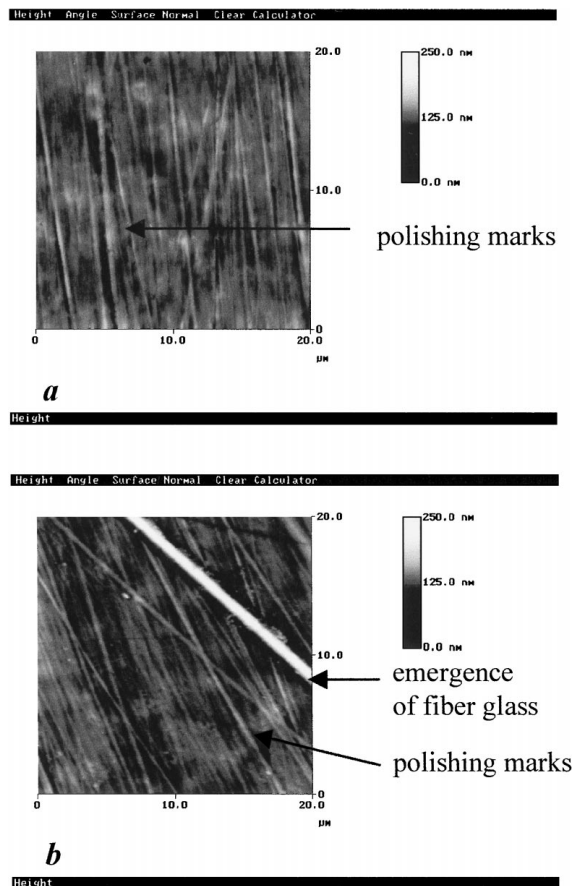 Height Angle Surface Normal Clear Calculator
20.0
250.0 nM
125.0 nM
0.0 nM
10.0
polishing marks
0
0 10.0 20.0
µM
a
Height
Height Angle Surface Normal Clear Calculator
20.0
250.0 nM
125.0 nM
0.0 nM
10.0
emergence
of fiber glass
polishing marks
0
0 10.0 20.0
µM
b
Height